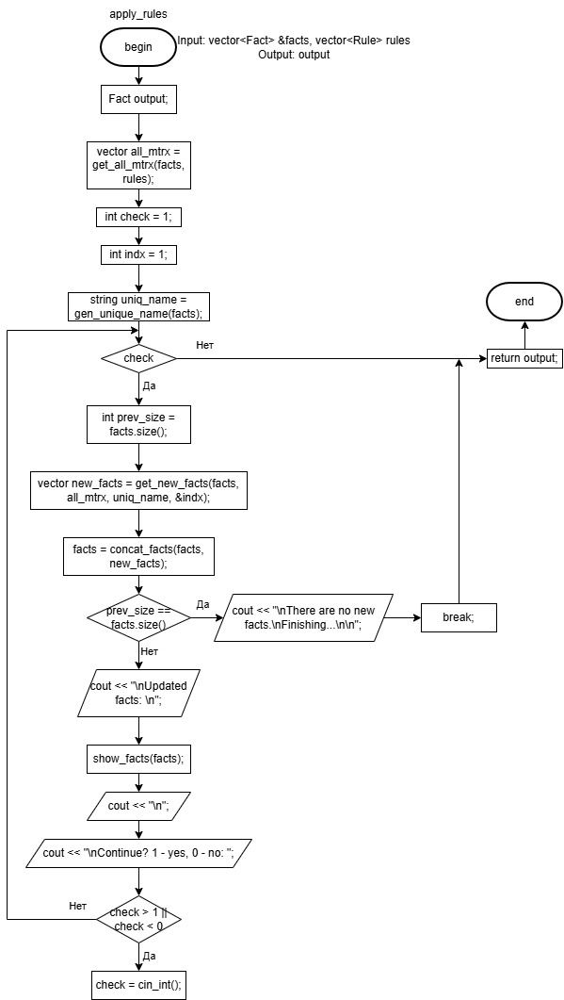 apply_rules
begin
Input: vector<Fact> &facts, vector<Rule> rules
Output: output
Fact output;
vector all_mtrx =
get_all_mtrx(facts,
rules);
int check = 1;
int indx = 1;
string uniq_name =
gen_unique_name(facts);
end
check
Нет
return output;
Да
int prev_size =
facts.size();
vector new_facts = get_new_facts(facts,
all_mtrx, uniq_name, &indx);
facts = concat_facts(facts,
new_facts);
prev_size ==
facts.size()
Да
cout << "\nThere are no new
facts.\nFinishing...\n\n";
break;
Нет
cout << "\nUpdated
facts: \n";
show_facts(facts);
cout << "\n";
cout << "\nContinue? 1 - yes, 0 - no: ";
Нет
check > 1 ||
check < 0
Да
check = cin_int();